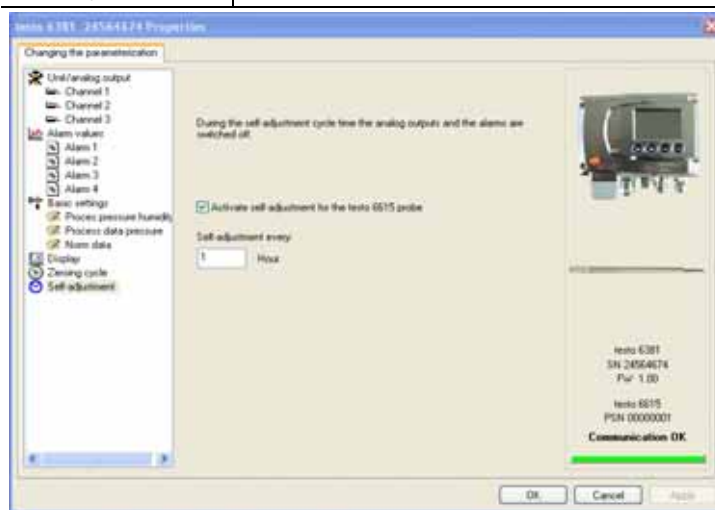 testo 6381 24564674 Properties
Changing the parameterization
Unit/analog output
Channel 1
Channel 2
Channel 3
Alarm values
Alarm 1
Alarm 2
Alarm 3
Alarm 4
Basic settings
Proces pressure humidity
Process data pressure
Norm data
Display
Zeroing cycle
Self-adjustment
During the self-adjustment cycle time the analog outputs and the alarms are
switched off.
Activate self adjustment for the testo 6615 probe
Self-adjustment every:
1 Hour
testo 6381
SN 24564674
FW 1.00
testo 6615
PSN 00000001
Communication OK
OK Cancel Apply